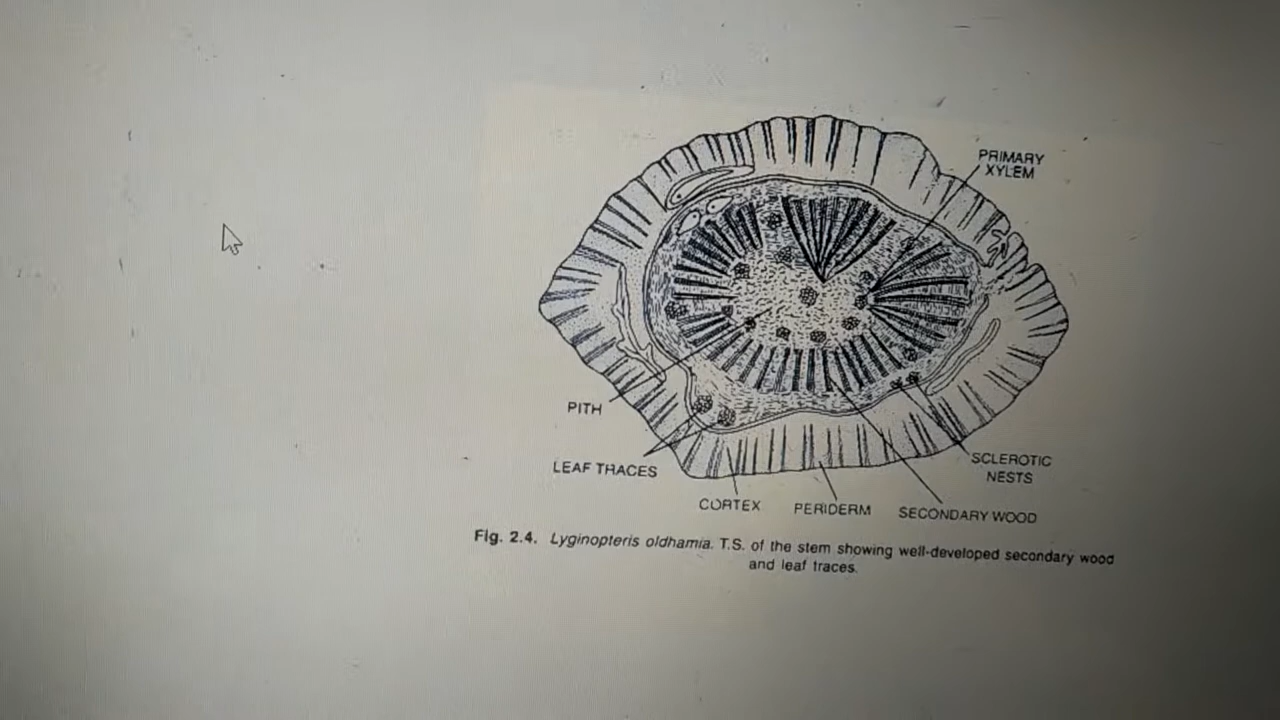 PRIMARY
XYLEM
PITH
LEAF TRACES
CORTEX
PERIDERM
SECONDARY WOOD
SCLEROTIC
NESTS
Fig. 2.4. Lyginopteris oldhamia. T.S. of the stem showing well-developed secondary wood
and leaf traces.